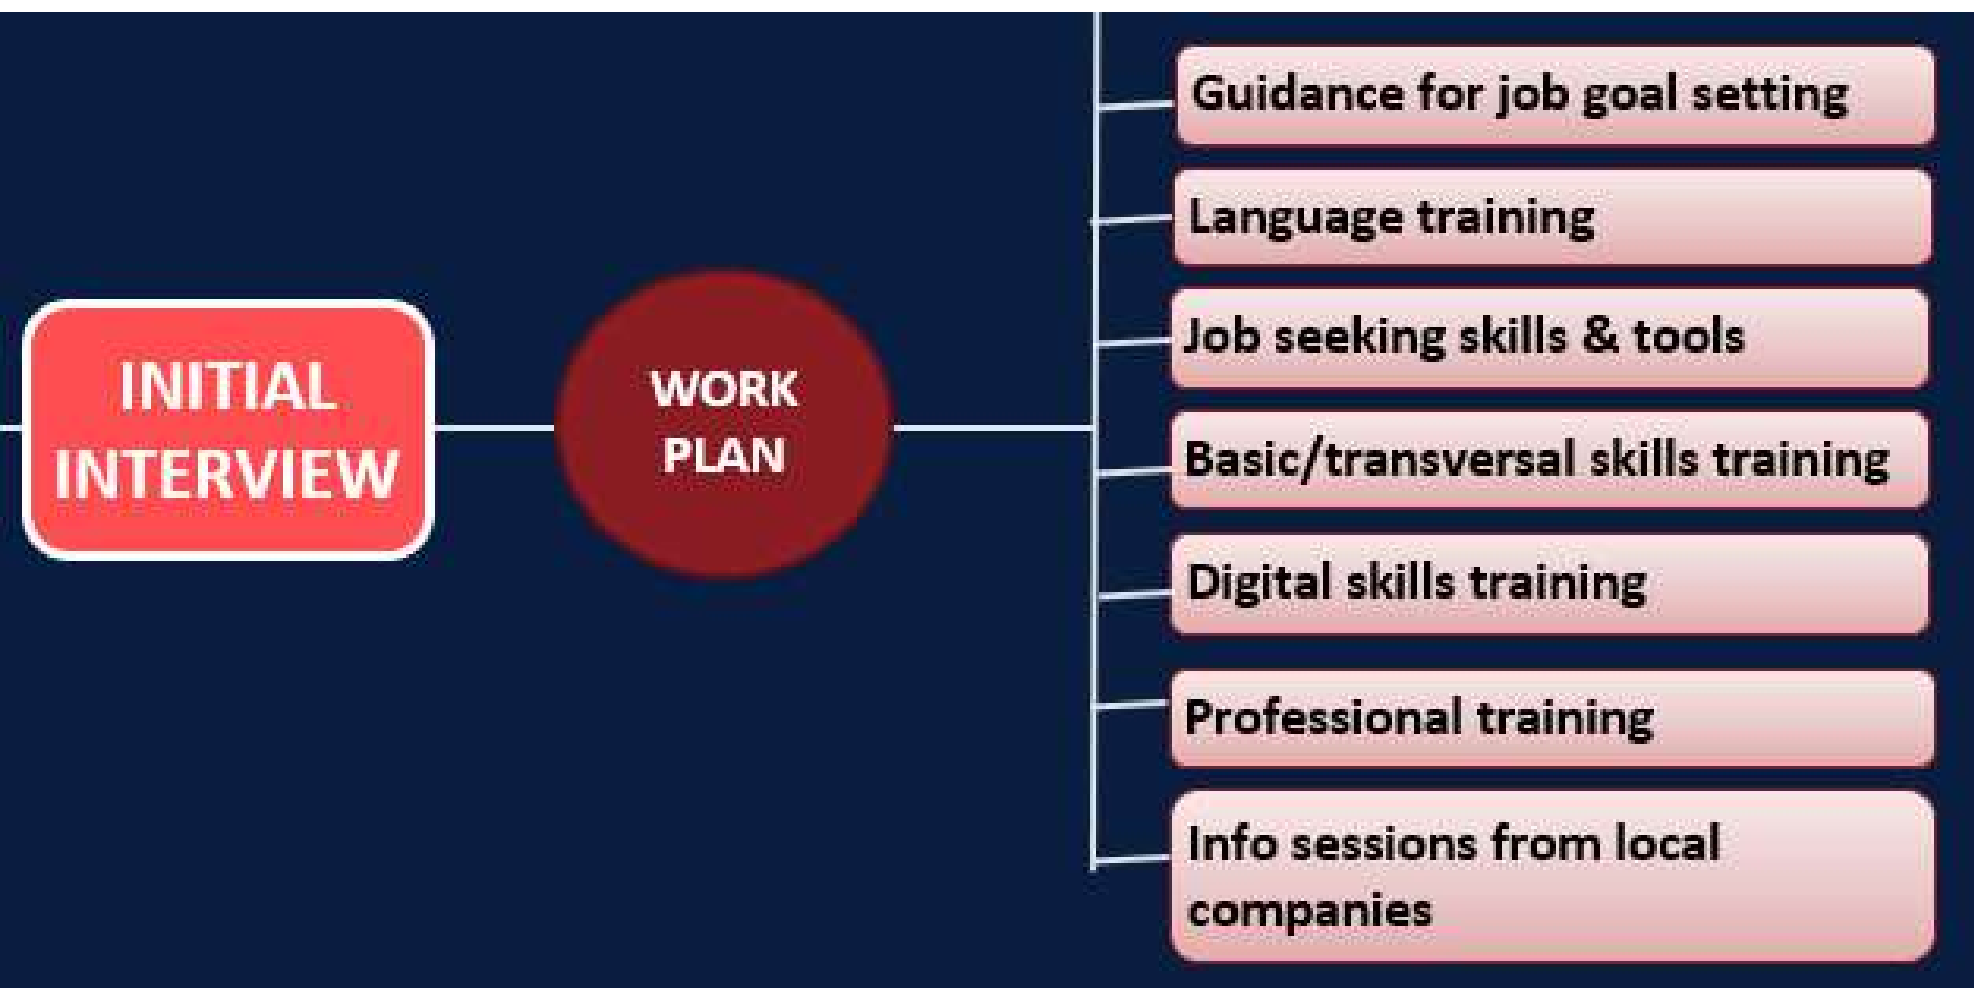 INITIAL
INTERVIEW
WORK
PLAN
Guidance for job goal setting
Language training
Job seeking skills & tools
Basic/transversal skills training
Digital skills training
Professional training
Info sessions from local
companies